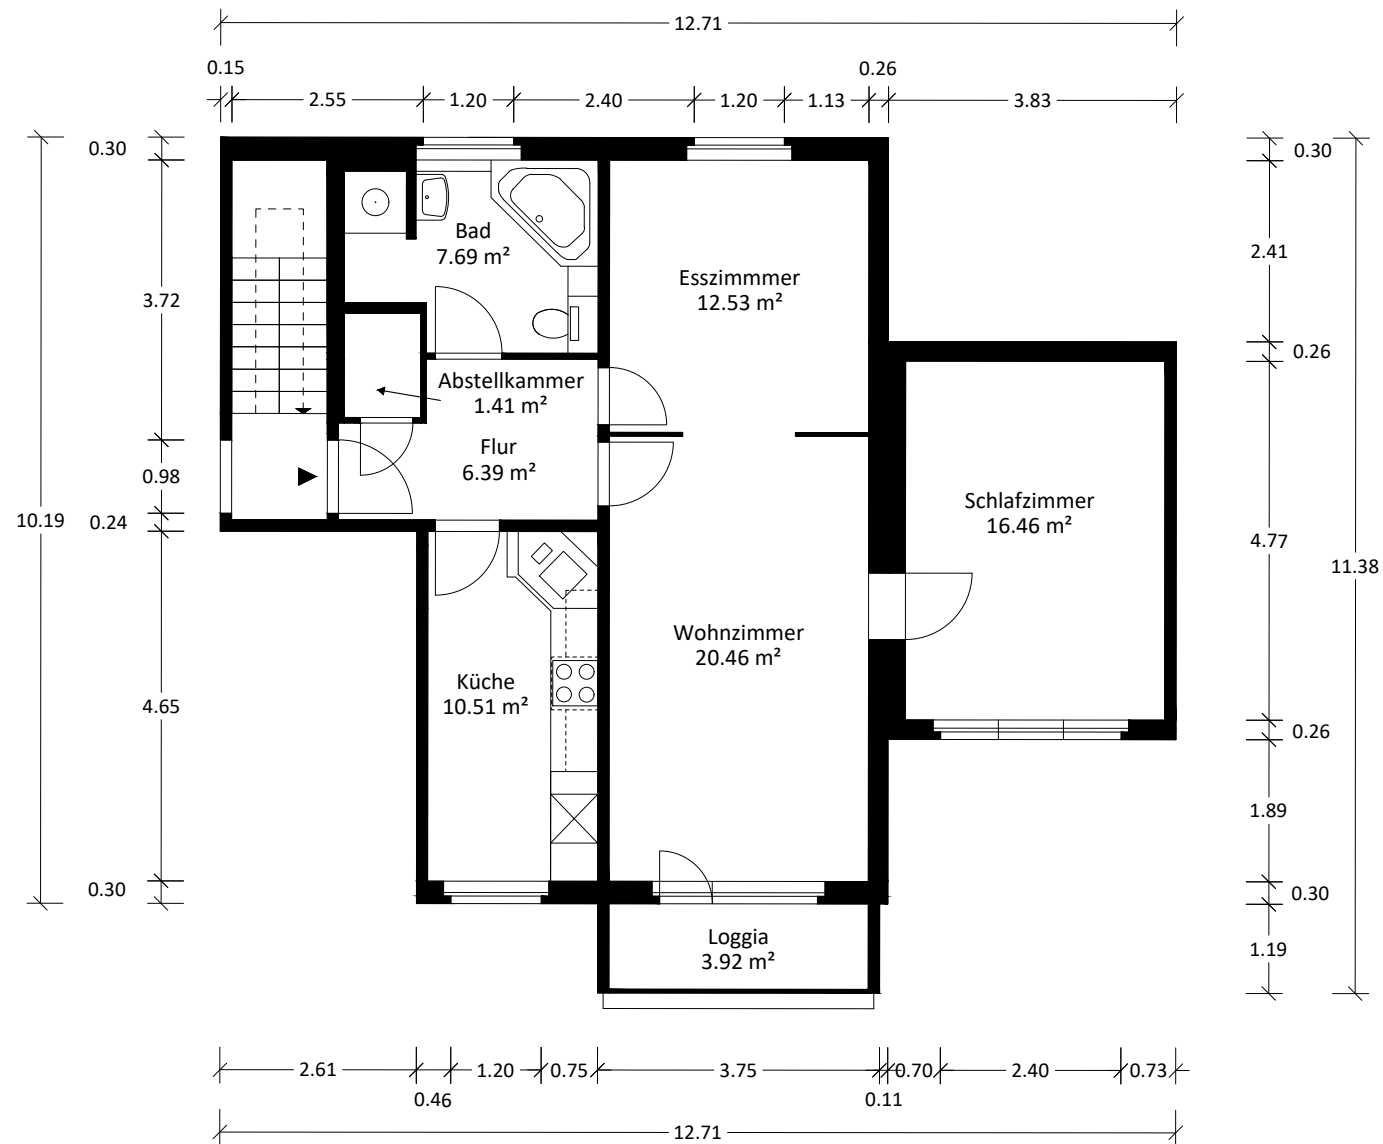 12.71
0.15
0.26
2.55
1.20
2.40
1.20
1.13
3.83
0.30
3.72
0.98
0.24
10.19
4.65
0.30
Bad
7.69 m²
Esszimmmer
12.53 m²
Abstellkammer
1.41 m²
Flur
6.39 m²
Schlafzimmer
16.46 m²
Wohnzimmer
20.46 m²
Küche
10.51 m²
Loggia
3.92 m²
0.30
2.41
0.26
4.77
11.38
0.26
1.89
0.30
1.19
2.61
1.20
0.75
3.75
0.70
2.40
0.73
0.46
0.11
12.71